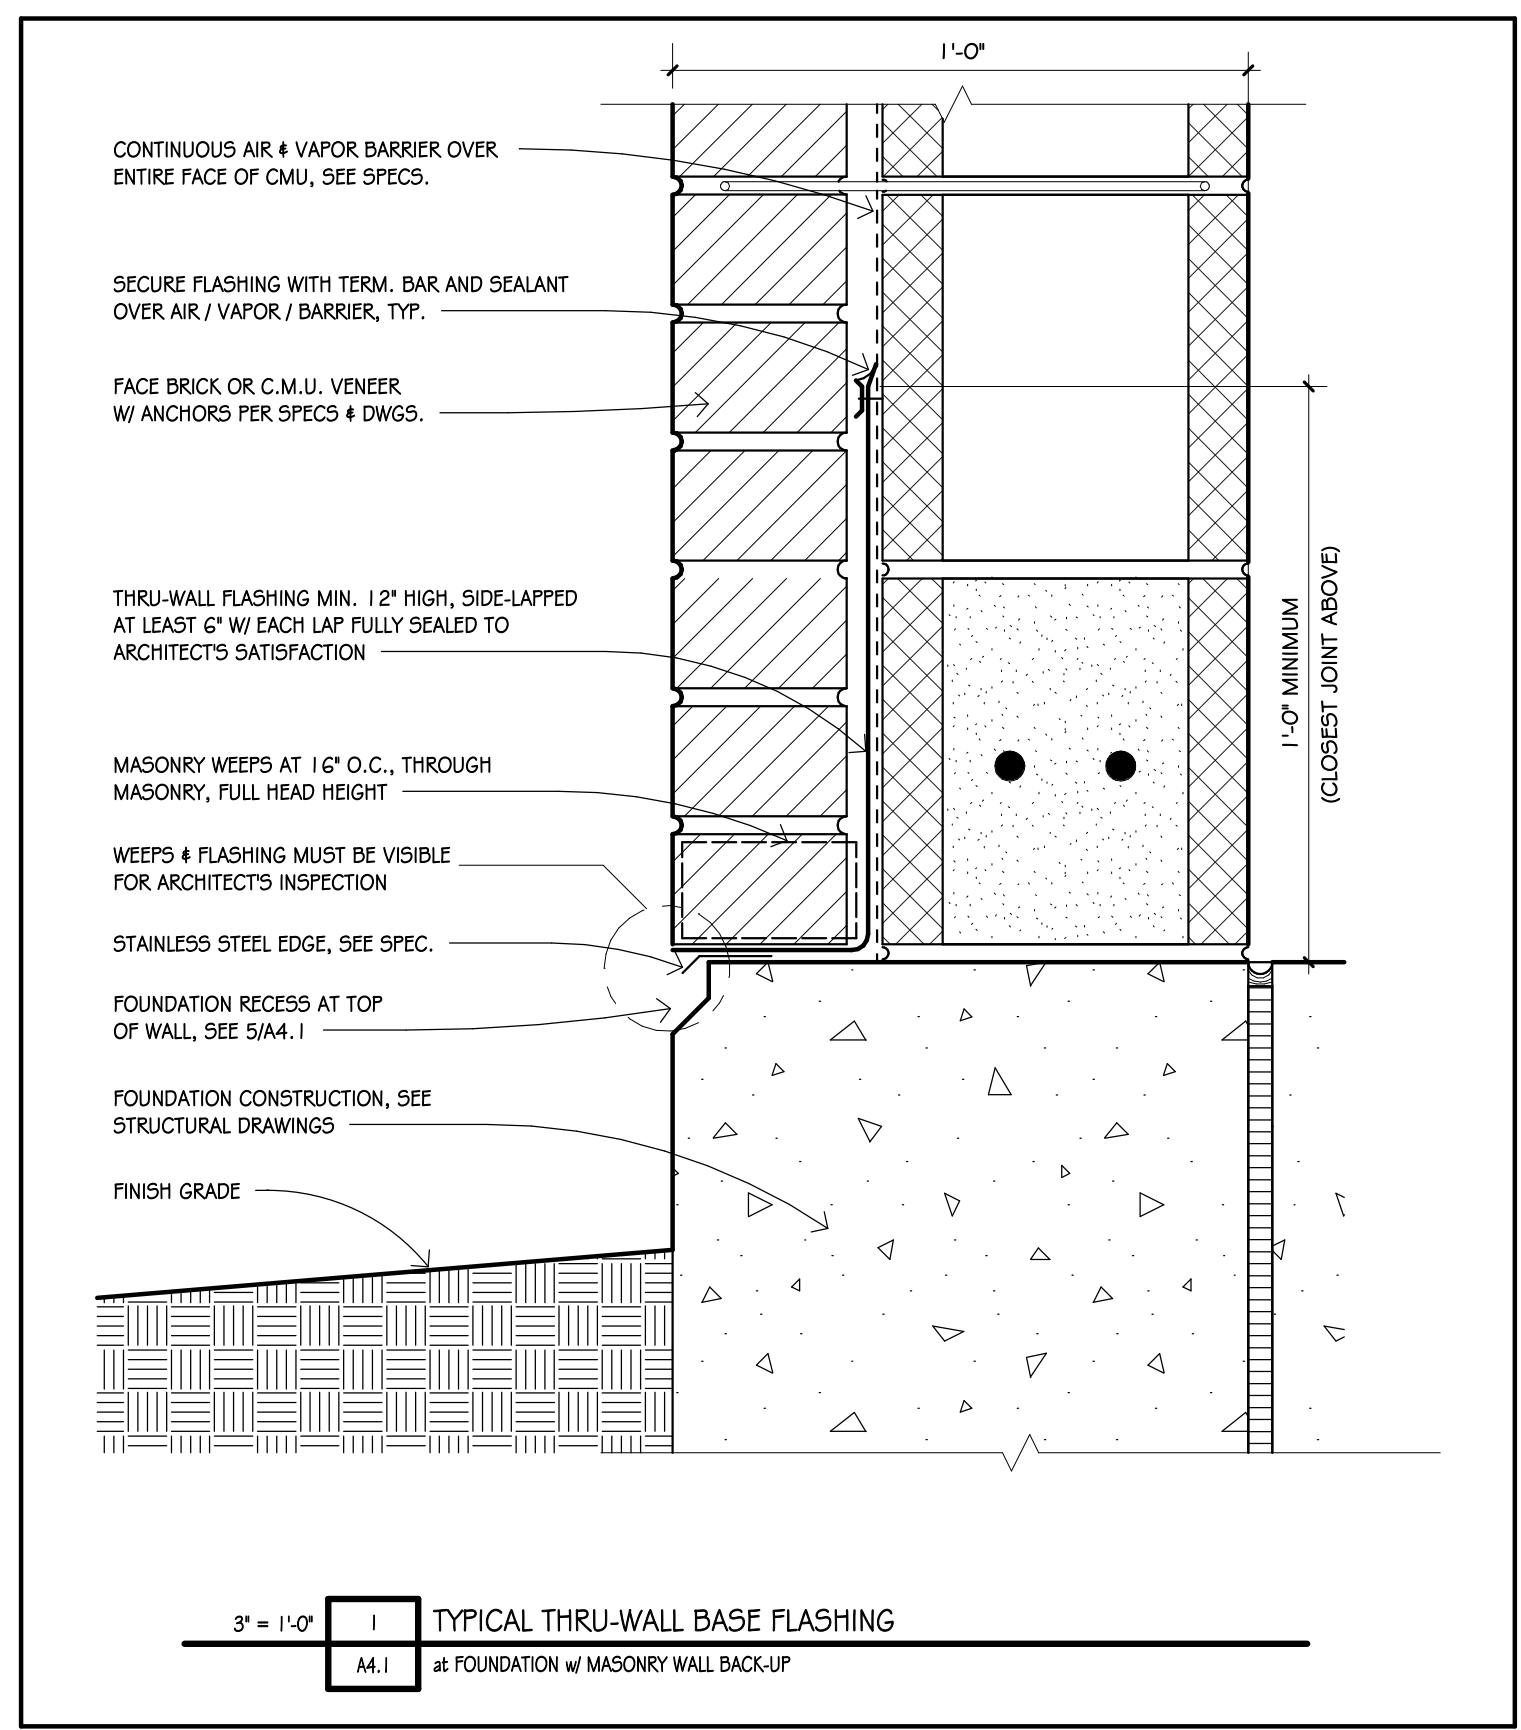 1'-0"
CONTINUOUS AIR & VAPOR BARRIER OVER
ENTIRE FACE OF CMU, SEE SPECS.
SECURE FLASHING WITH TERM. BAR AND SEALANT
OVER AIR / VAPOR / BARRIER, TYP.
FACE BRICK OR C.M.U. VENEER
W/ ANCHORS PER SPECS & DWGS.
THRU-WALL FLASHING MIN. 12" HIGH, SIDE-LAPPED
AT LEAST 6" W/ EACH LAP FULLY SEALED TO
ARCHITECT'S SATISFACTION
1'-0" MINIMUM
(CLOSEST JOINT ABOVE)
MASONRY WEEPS AT 16" O.C., THROUGH
MASONRY, FULL HEAD HEIGHT
WEEPS & FLASHING MUST BE VISIBLE
FOR ARCHITECT'S INSPECTION
STAINLESS STEEL EDGE, SEE SPEC.
FOUNDATION RECESS AT TOP
OF WALL, SEE 5/A4.1
FOUNDATION CONSTRUCTION, SEE
STRUCTURAL DRAWINGS
FINISH GRADE
3" = 1'-0"
1
TYPICAL THRU-WALL BASE FLASHING
A4.1
at FOUNDATION w/ MASONRY WALL BACK-UP